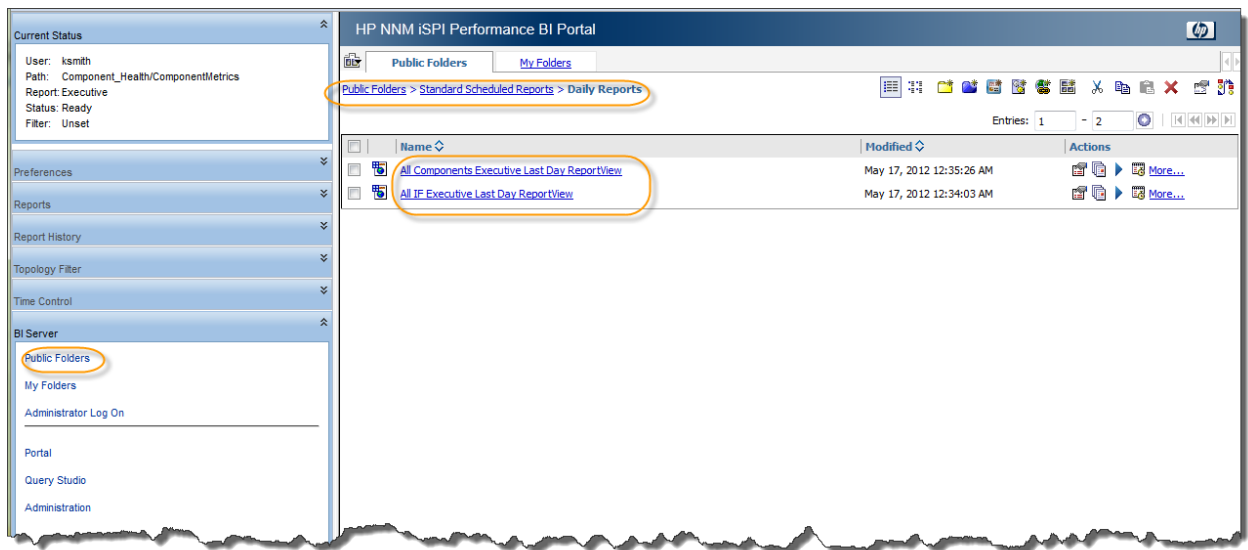 Current Status
User: ksmith
Path: Component_Health/ComponentMetrics
Report: Executive
Status: Ready
Filter: Unset
Preferences
Reports
Report History
Topology Filter
Time Control
BI Server
Public Folders
My Folders
Administrator Log On
Portal
Query Studio
Administration
HP NNM iSPI Performance BI Portal
hp
Public Folders My Folders
Public Folders > Standard Scheduled Reports > Daily Reports
Entries: 1 - 2
Name Modified Actions
All Components Executive Last Day ReportView May 17, 2012 12:35:26 AM More...
All IF Executive Last Day ReportView May 17, 2012 12:34:03 AM More...